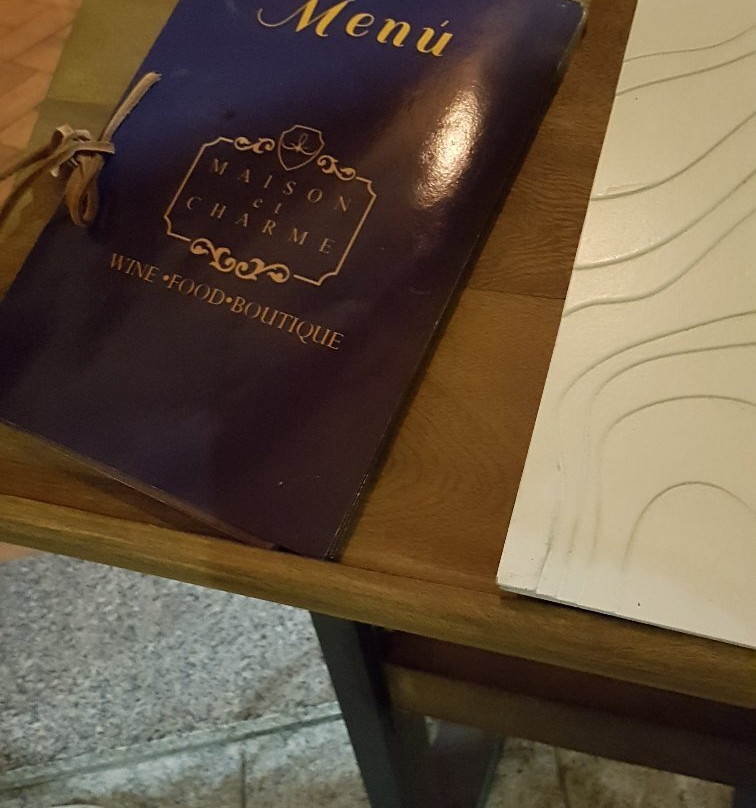 Menú
MAISON
et
CHARME
WINE •FOOD•BOUTIQUE